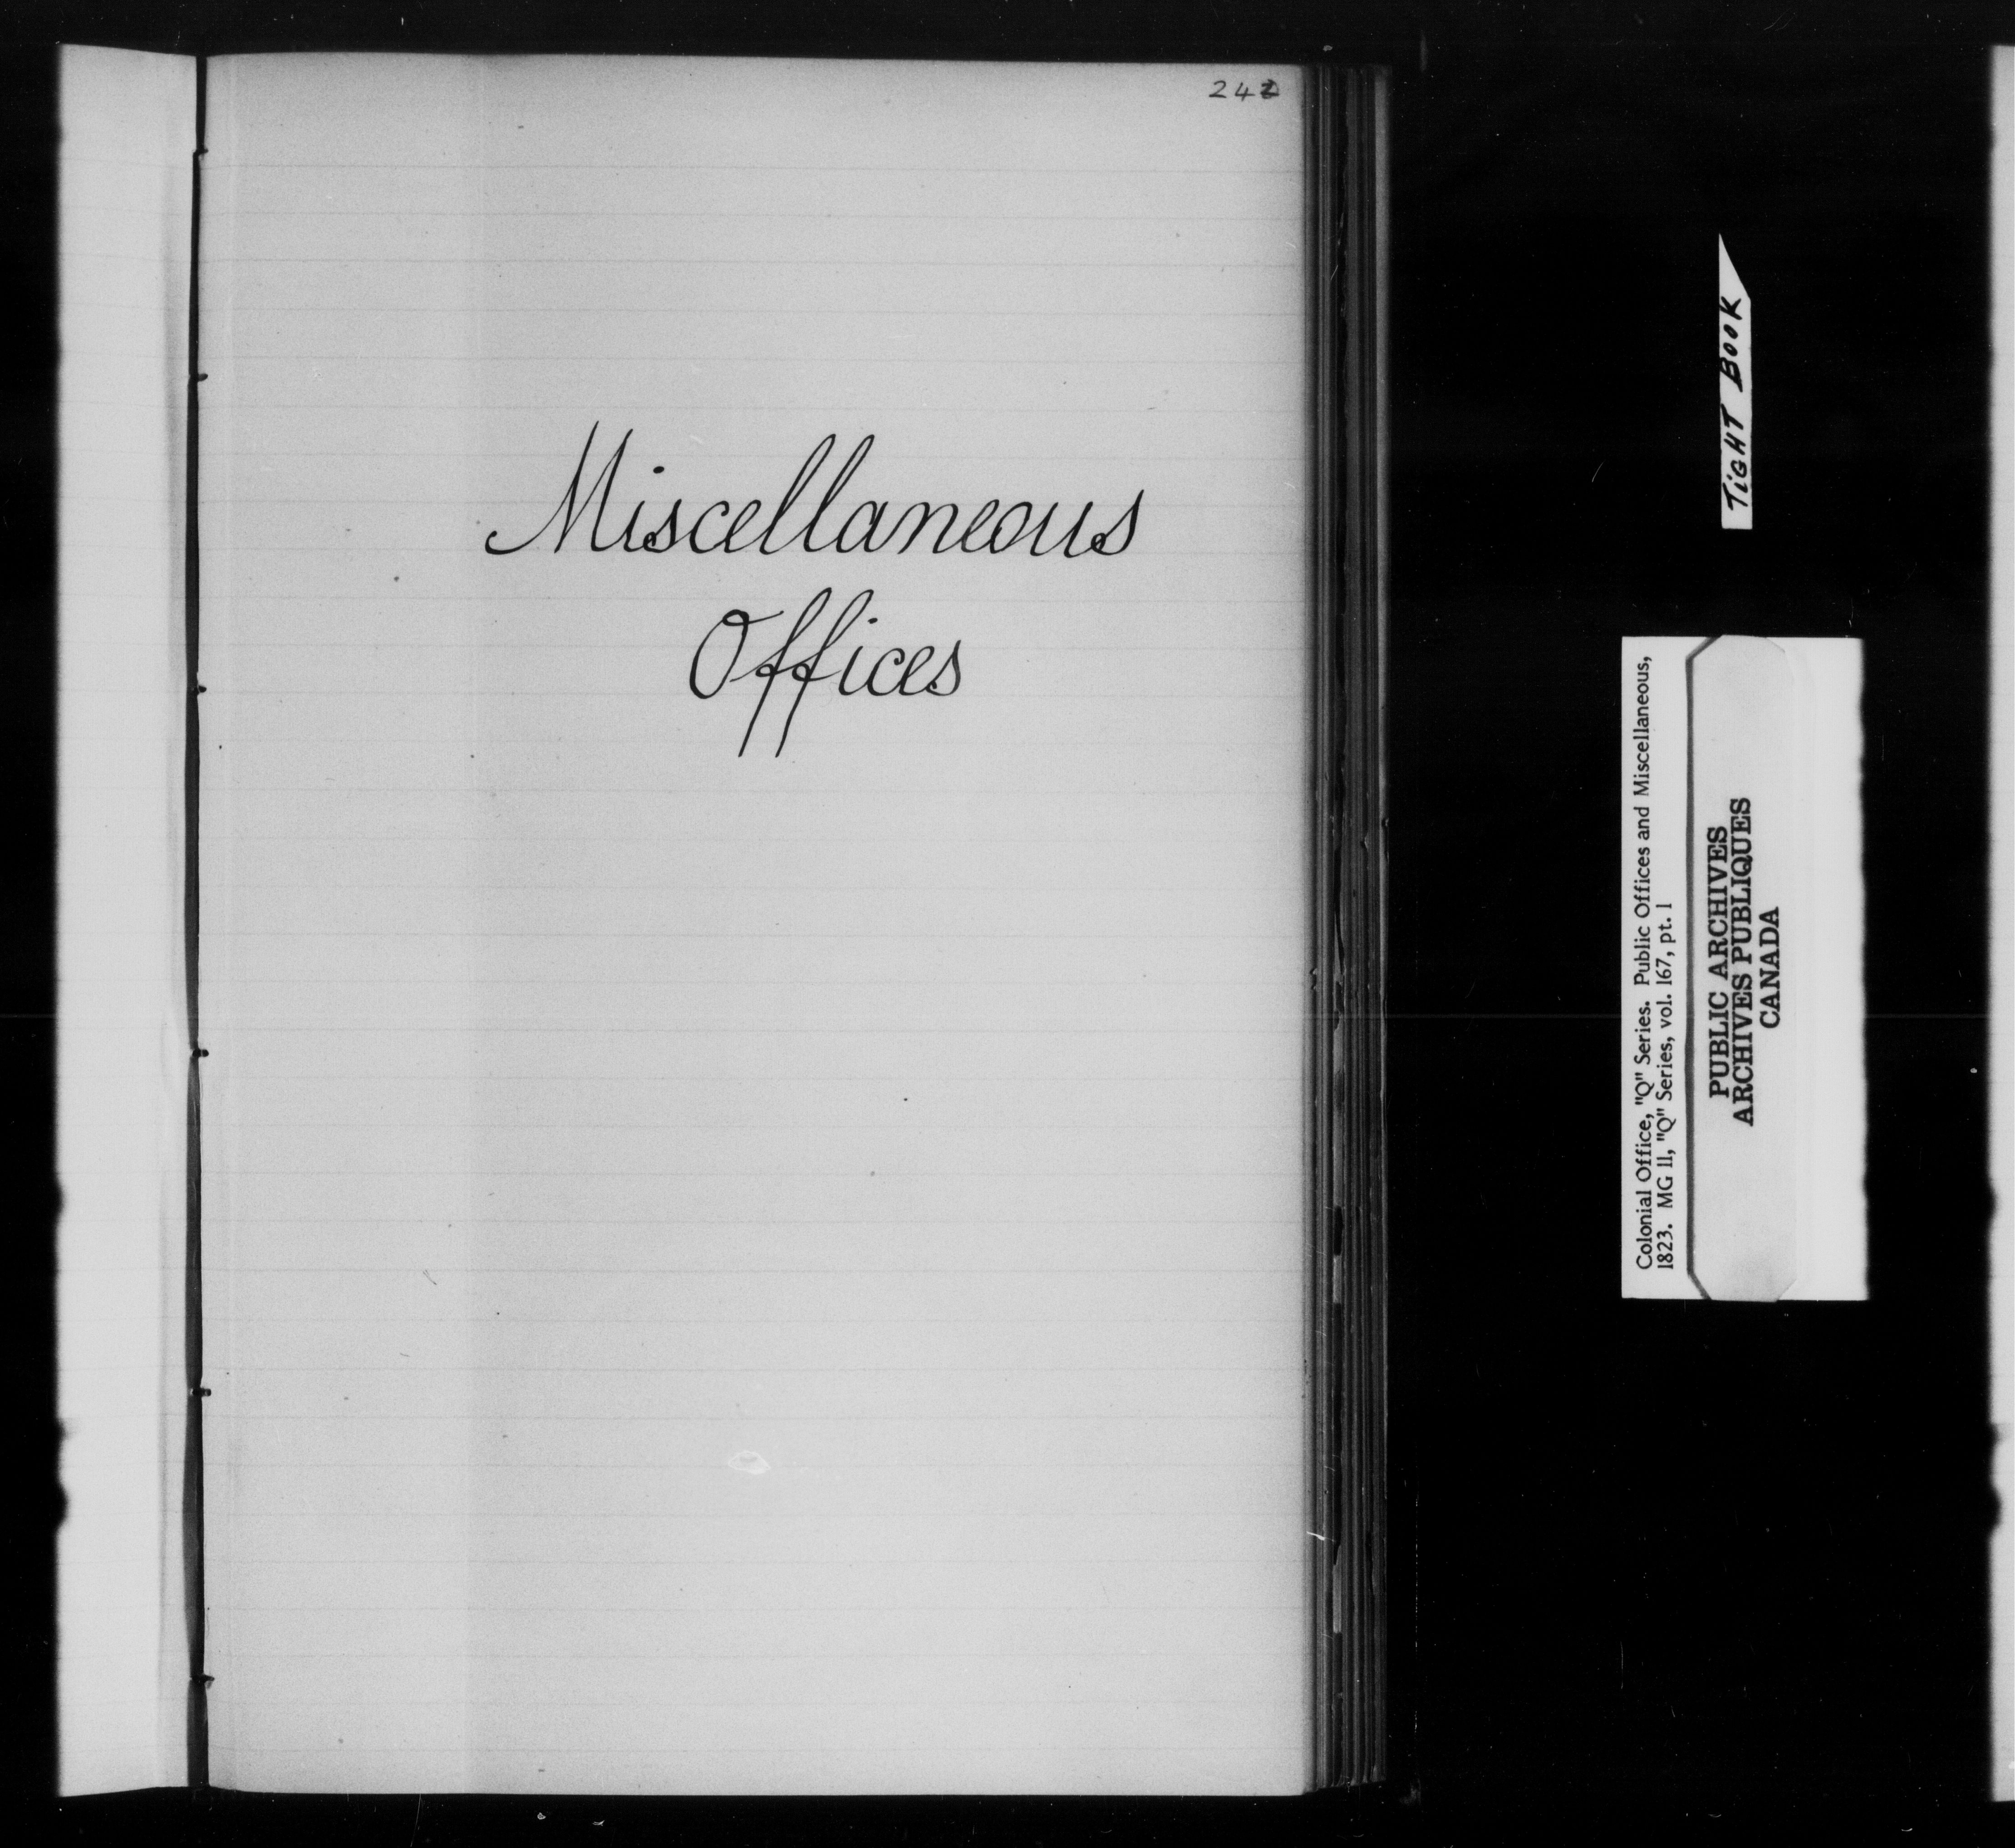 242
Miscellaneous
Offices
TIGHT BOOK
Colonial Office, "Q" Series. Public Offices and Miscellaneous,
1823. MG 11, "Q" Series, vol. 167, pt. 1
PUBLIC ARCHIVES
ARCHIVES PUBLIQUES
CANADA